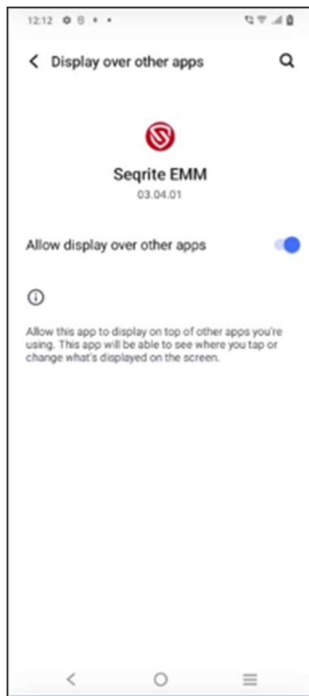 12:12
Display over other apps
Seqrite EMM
03.04.01
Allow display over other apps
Allow this app to display on top of other apps you're
using. This app will be able to see where you tap or
change what's displayed on the screen.